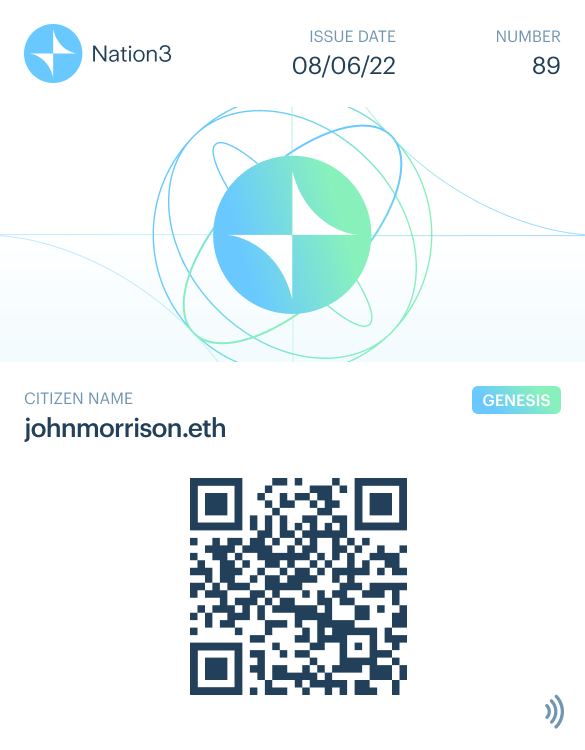 Nation3
ISSUE DATE
08/06/22
NUMBER
89
CITIZEN NAME
johnmorrison.eth
GENESIS